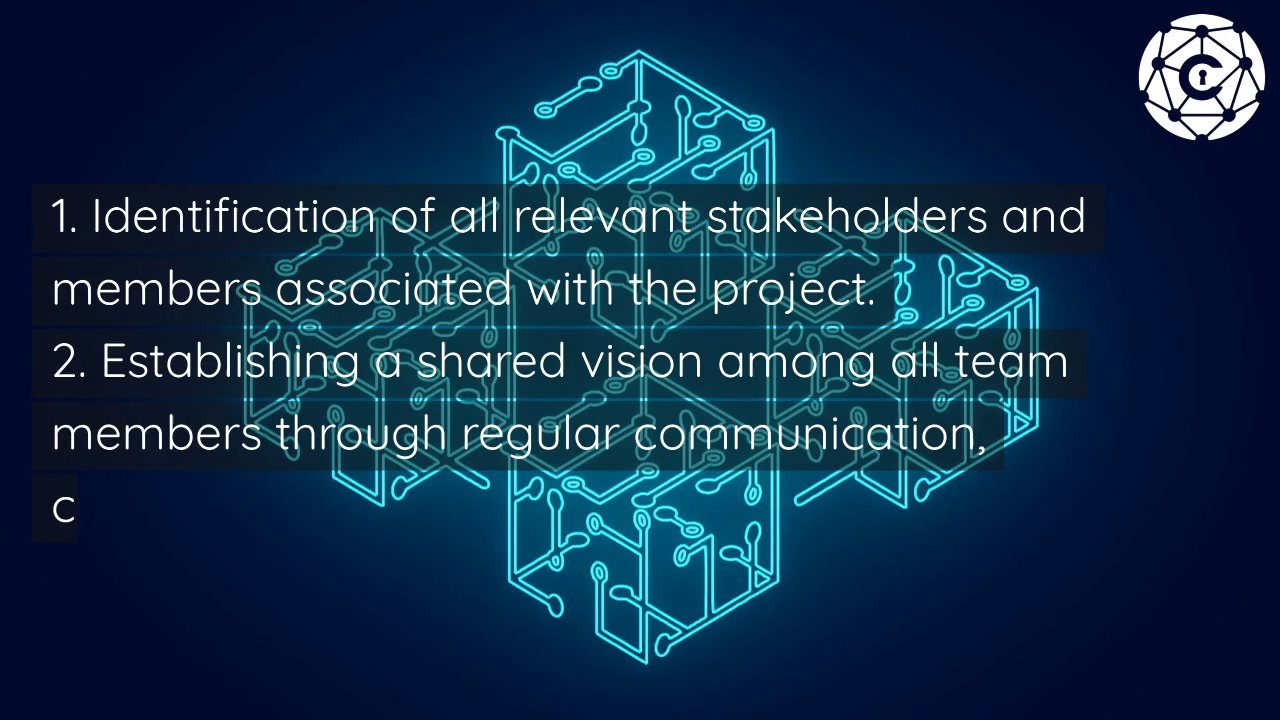 1. Identification of all relevant stakeholders and
members associated with the project.
2. Establishing a shared vision among all team
members through regular communication,
c